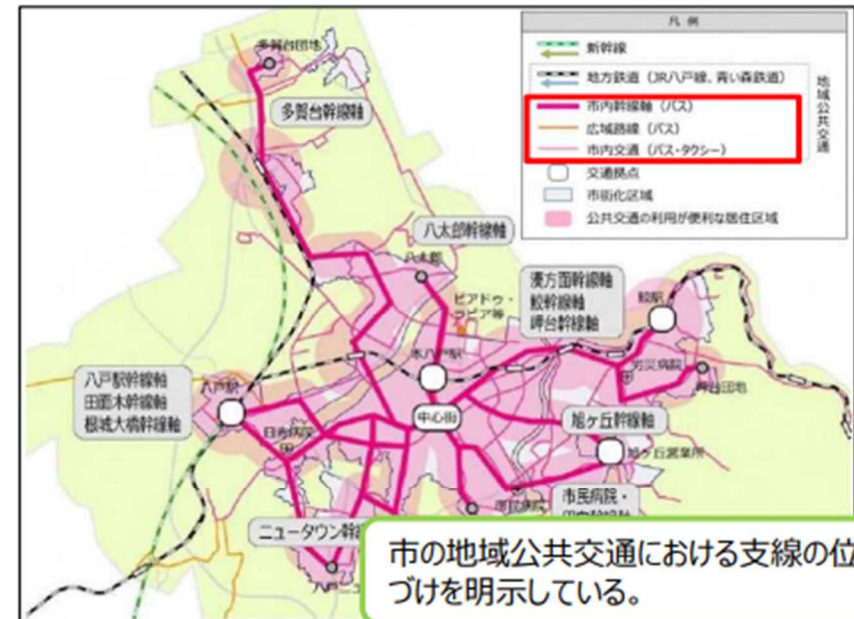 凡例
新幹線
地方鉄道（JR八戸線、青い森鉄道）
市内幹線軸（バス）
広域路線（バス）
市内交通（バス・タクシー）
地域公共交通
交通拠点
市街化区域
公共交通の利用が便利な居住区域
多賀台団地
多賀台幹線軸
八太郎幹線軸
八太郎
ピアドゥ・
ラピア等
湊方面幹線軸
鮫幹線軸
岬台幹線軸
鮫駅
本八戸駅
労災病院
岬台団地
八戸駅幹線軸
田面木幹線軸
根城大橋幹線軸
八戸駅
日赤病院
中心街
旭ヶ丘幹線軸
旭ヶ丘営業所
市民病院
市民病院・
ニュータウン幹
市の地域公共交通における支線の位
づけを明示している。